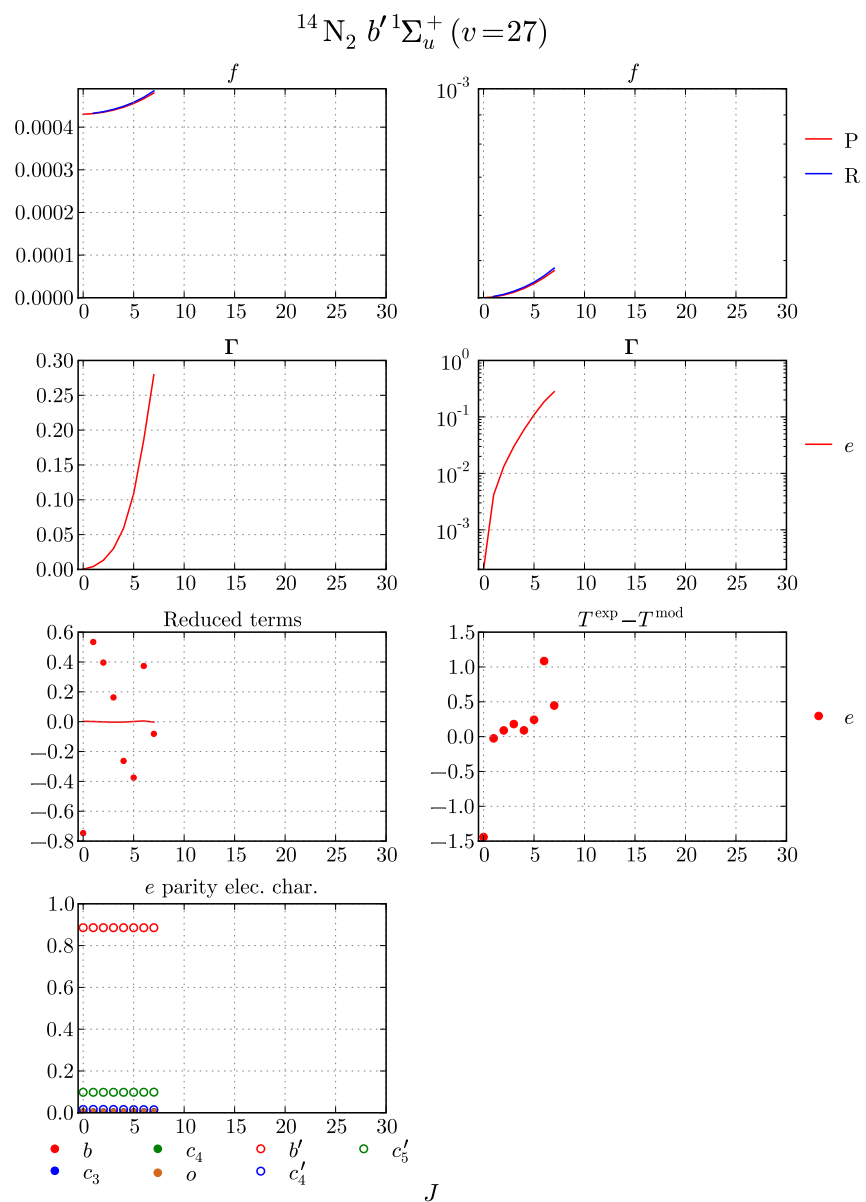 ¹⁴N₂ b′ ¹Σᵤ⁺ (v=27)
f
0.0004
0.0003
0.0002
0.0001
0.0000
0 5 10 15 20 25 30
f
10⁻³
0 5 10 15 20 25 30
P
R
Γ
0.30
0.25
0.20
0.15
0.10
0.05
0.00
0 5 10 15 20 25 30
Γ
10⁰
10⁻¹
10⁻²
10⁻³
0 5 10 15 20 25 30
e
Reduced terms
0.6
0.4
0.2
0.0
−0.2
−0.4
−0.6
−0.8
0 5 10 15 20 25 30
Tᵉˣᵖ−Tᵐᵒᵈ
1.5
1.0
0.5
0.0
−0.5
−1.0
−1.5
0 5 10 15 20 25 30
e
e parity elec. char.
1.0
0.8
0.6
0.4
0.2
0.0
0 5 10 15 20 25 30
b c₄ b′ c₅′
c₃ o c₄′
J